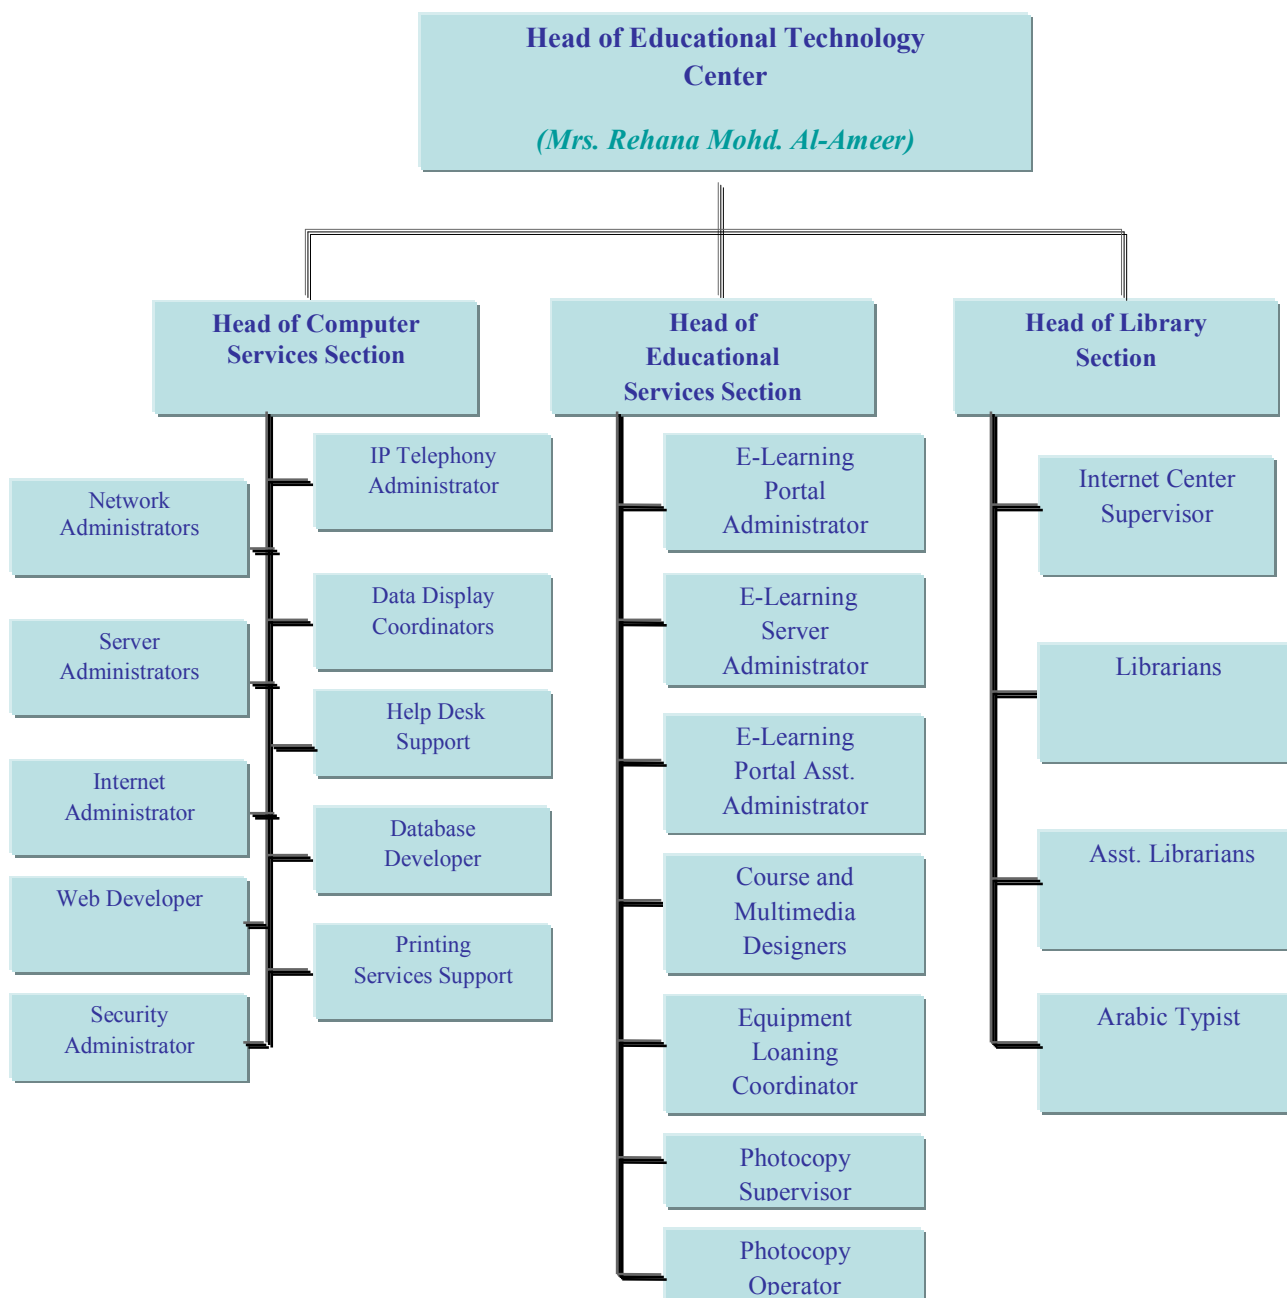 Head of Educational Technology
Center
(Mrs. Rehana Mohd. Al-Ameer)
Head of Computer
Services Section
IP Telephony
Administrator
Network
Administrators
Data Display
Coordinators
Server
Administrators
Help Desk
Support
Internet
Administrator
Database
Developer
Web Developer
Printing
Services Support
Security
Administrator
Head of
Educational
Services Section
E-Learning
Portal
Administrator
E-Learning
Server
Administrator
E-Learning
Portal Asst.
Administrator
Course and
Multimedia
Designers
Equipment
Loaning
Coordinator
Photocopy
Supervisor
Photocopy
Operator
Head of Library
Section
Internet Center
Supervisor
Librarians
Asst. Librarians
Arabic Typist